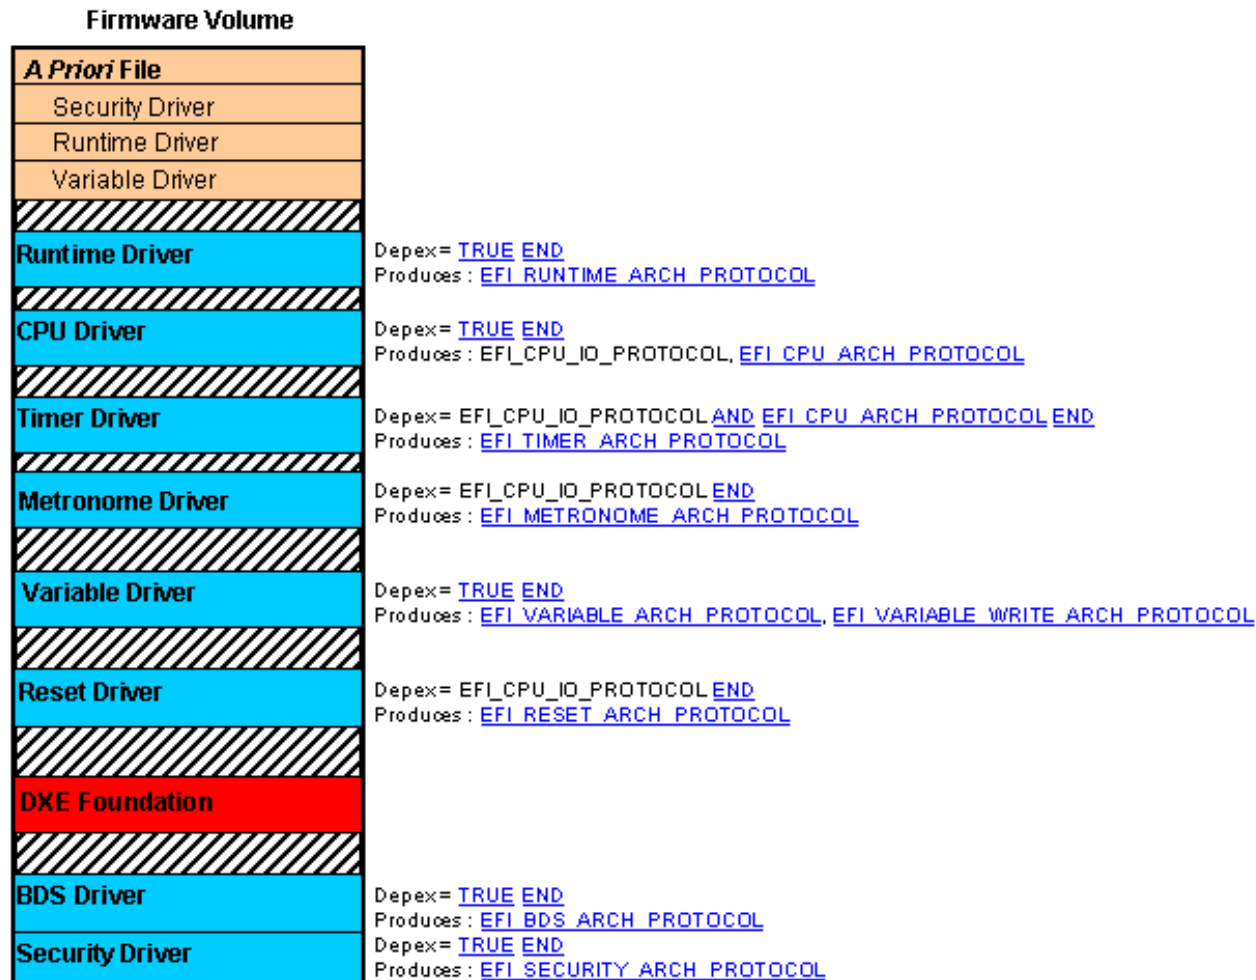 Firmware Volume
A Priori File
Security Driver
Runtime Driver
Variable Driver
Runtime Driver
Depex= TRUE END
Produces : EFI_RUNTIME_ARCH_PROTOCOL
CPU Driver
Depex= TRUE END
Produces : EFI_CPU_IO_PROTOCOL, EFI_CPU_ARCH_PROTOCOL
Timer Driver
Depex= EFI_CPU_IO_PROTOCOL AND EFI_CPU_ARCH_PROTOCOL END
Produces : EFI_TIMER_ARCH_PROTOCOL
Metronome Driver
Depex= EFI_CPU_IO_PROTOCOL END
Produces : EFI_METRONOME_ARCH_PROTOCOL
Variable Driver
Depex= TRUE END
Produces : EFI_VARIABLE_ARCH_PROTOCOL, EFI_VARIABLE_WRITE_ARCH_PROTOCOL
Reset Driver
Depex= EFI_CPU_IO_PROTOCOL END
Produces : EFI_RESET_ARCH_PROTOCOL
DXE Foundation
BDS Driver
Depex= TRUE END
Produces : EFI_BDS_ARCH_PROTOCOL
Security Driver
Depex= TRUE END
Produces : EFI_SECURITY_ARCH_PROTOCOL